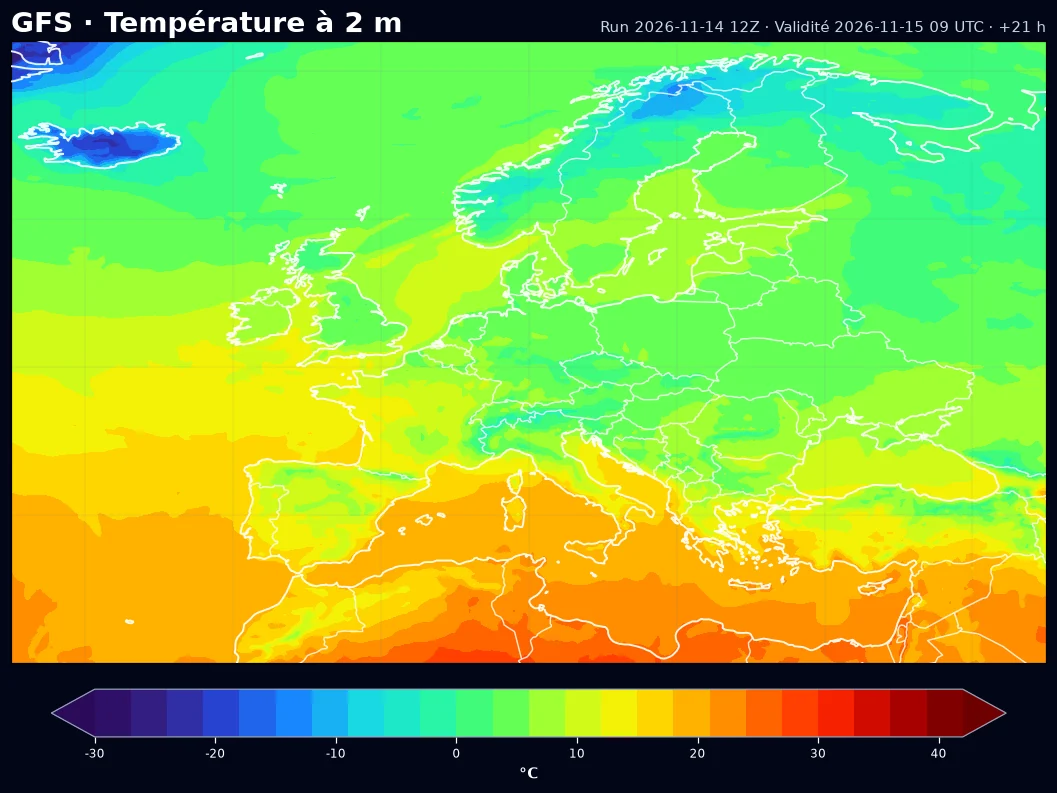 GFS · Température à 2 m
Run 2026-11-14 12Z · Validité 2026-11-15 09 UTC · +21 h
-30 -20 -10 0 10 20 30 40
°C